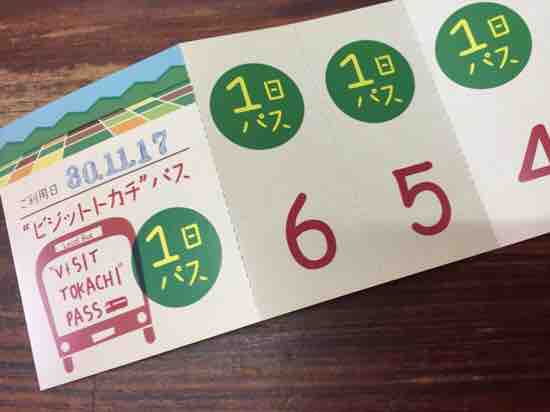 ご利用日 30.11.17
"ビジットトカチ"パス
Local Bus
"VISIT
TOKACHI"
PASS
1日
パス
1日
パス
6
1日
パス
5
1日
パス
4